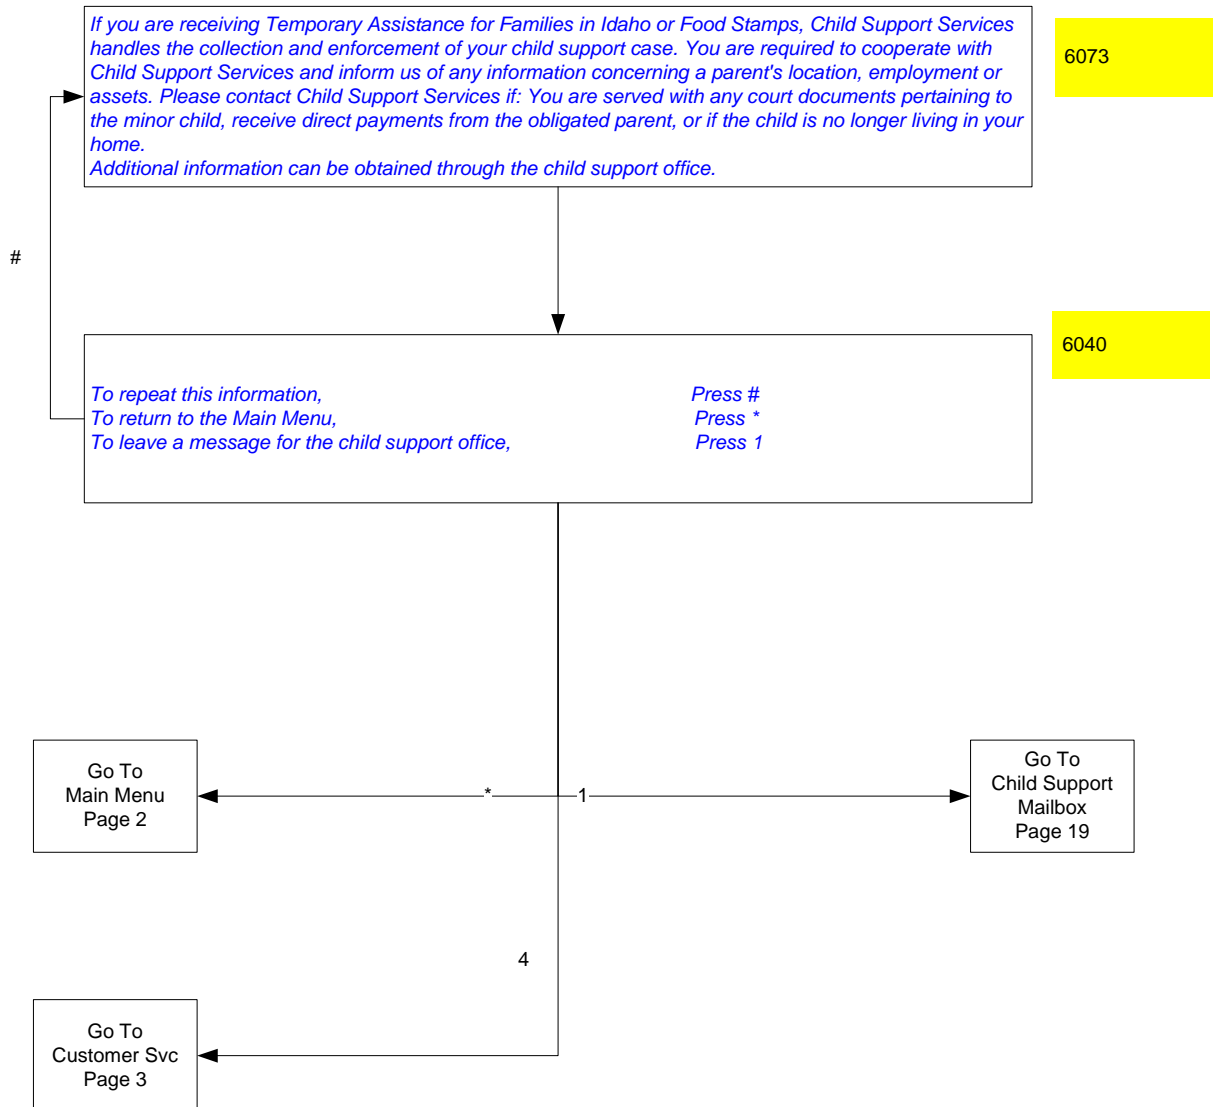 If you are receiving Temporary Assistance for Families in Idaho or Food Stamps, Child Support Services
handles the collection and enforcement of your child support case. You are required to cooperate with
Child Support Services and inform us of any information concerning a parent's location, employment or
assets. Please contact Child Support Services if: You are served with any court documents pertaining to
the minor child, receive direct payments from the obligated parent, or if the child is no longer living in your
home.
Additional information can be obtained through the child support office.
6073
#
6040
To repeat this information, Press #
To return to the Main Menu, Press *
To leave a message for the child support office, Press 1
Go To
Main Menu
Page 2
*
1
Go To
Child Support
Mailbox
Page 19
4
Go To
Customer Svc
Page 3